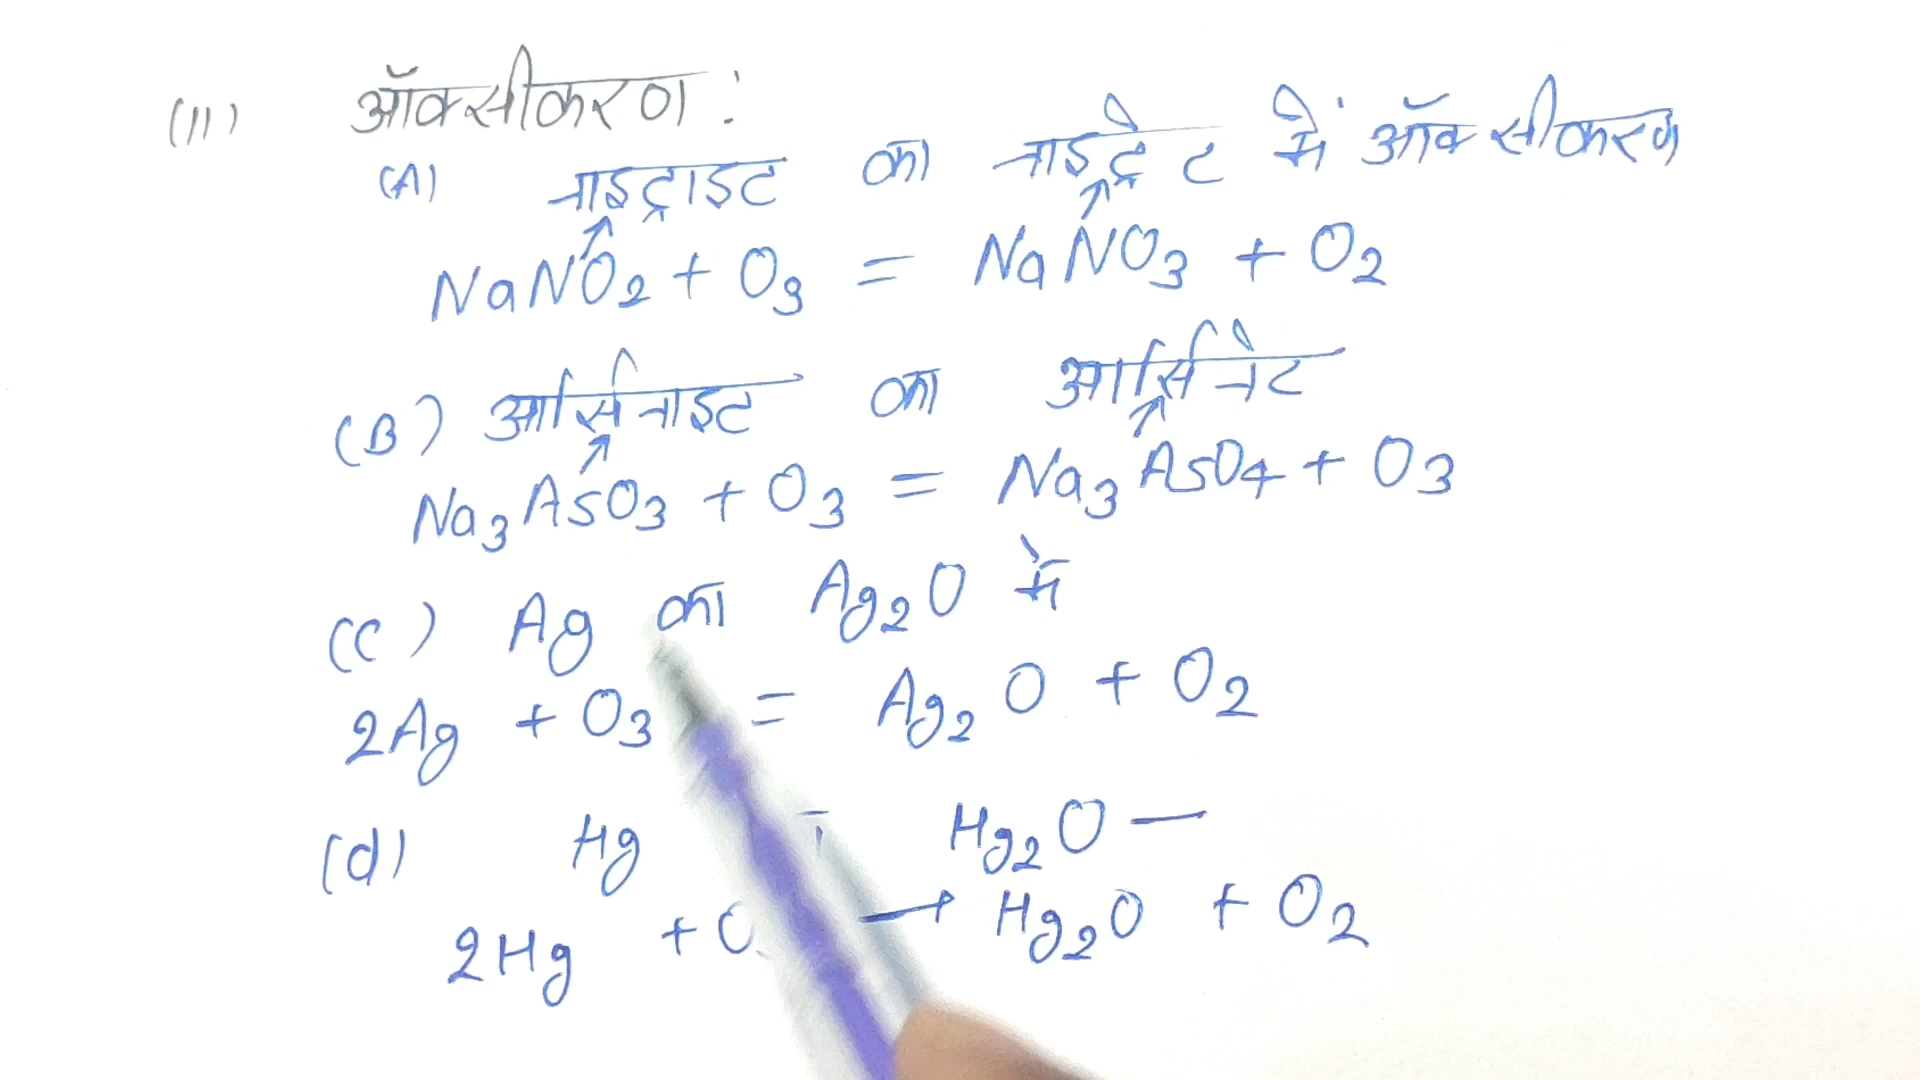 (11) ऑक्सीकरण :
(A) नाइट्राइट का नाइट्रेट में ऑक्सीकरण
NaNO2 + O3 = NaNO3 + O2
(B) आर्सिनाइट का आर्सिनेट
Na3AsO3 + O3 = Na3AsO4 + O3
(c) Ag का Ag2O में
2Ag + O3 = Ag2O + O2
(d) Hg Hg2O —
2Hg + O → Hg2O + O2